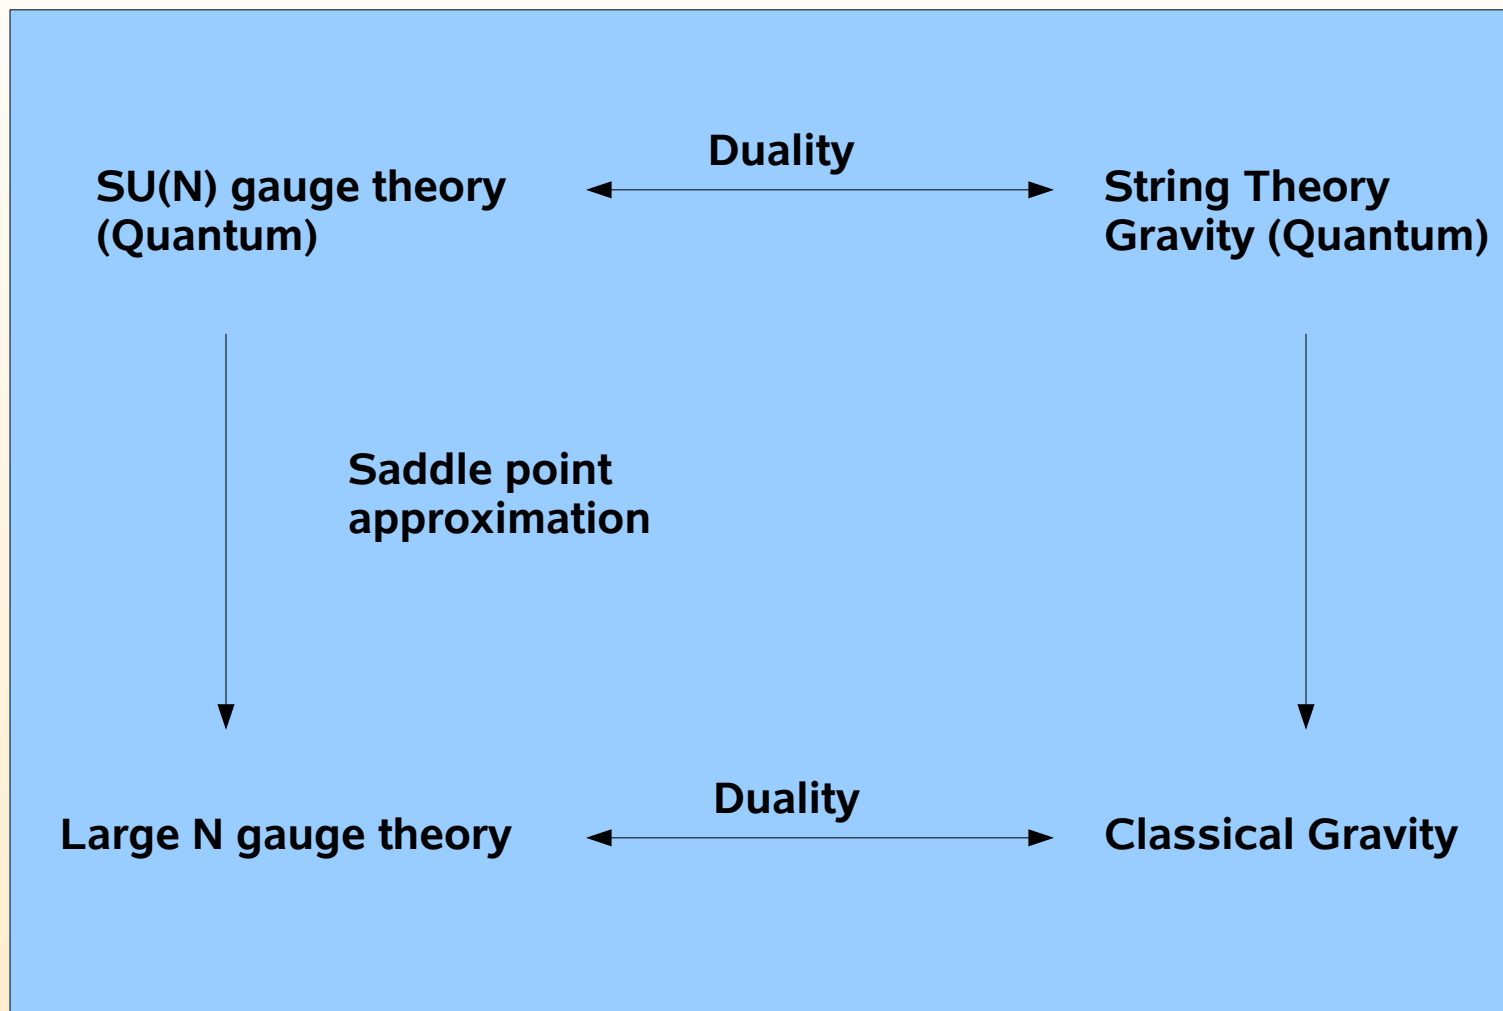 Duality
SU(N) gauge theory
(Quantum)
String Theory
Gravity (Quantum)
Saddle point
approximation
Duality
Large N gauge theory
Classical Gravity